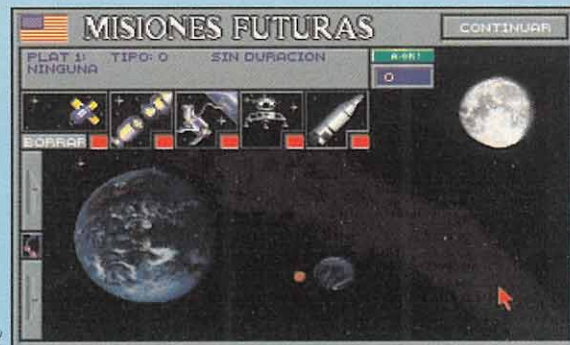 MISIONES FUTURAS
CONTINUAR
PLAT 1: TIPO: 0 SIN DURACION
NINGUNA
A-OK!
0
BORRAR